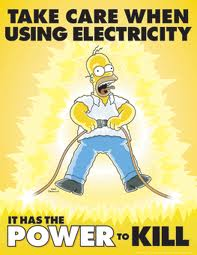 TAKE CARE WHEN
USING ELECTRICITY
IT HAS THE
POWER TO KILL